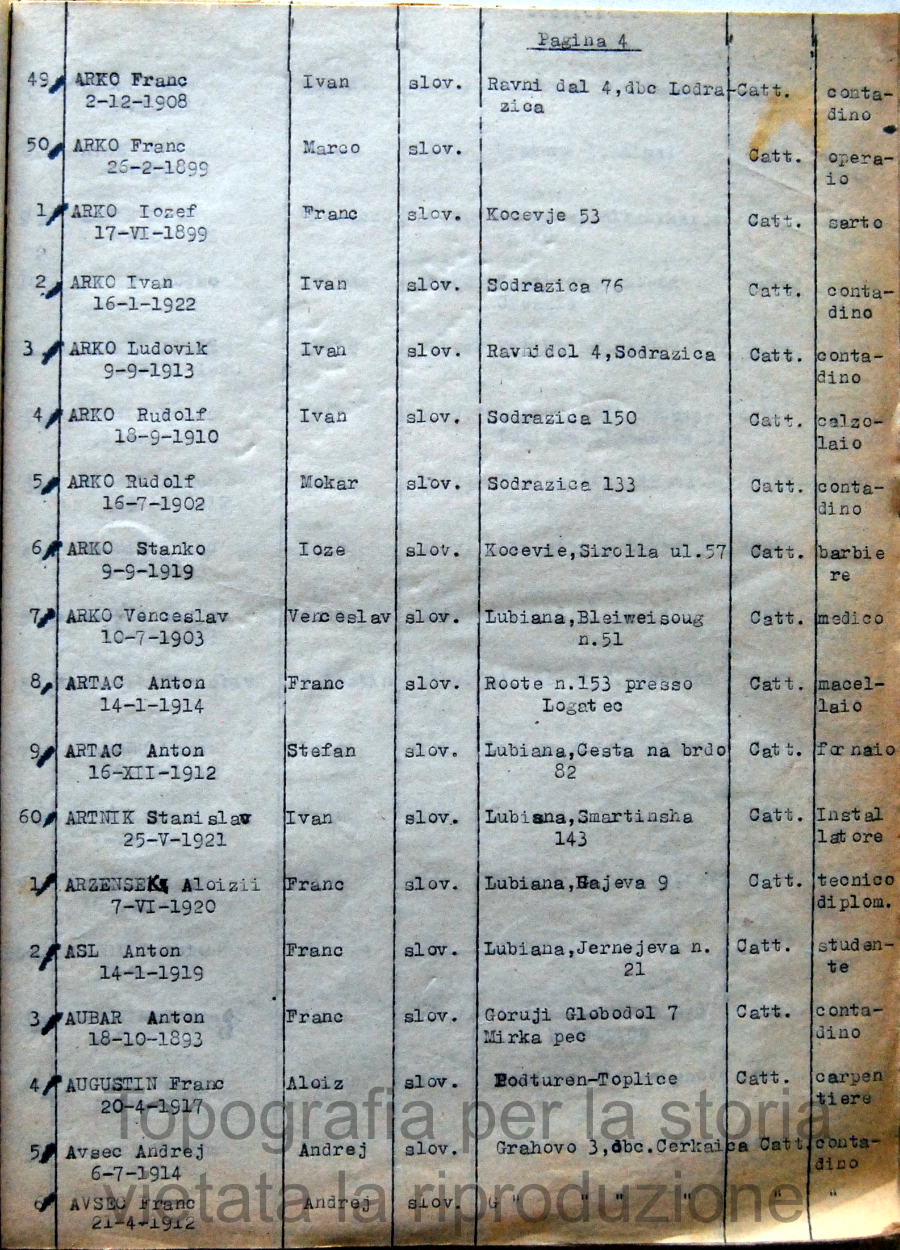 Pagina 4
49 ARKO Franc Ivan slov. Ravni dal 4,dbc Lodra-Catt. conta-
2-12-1908 zica dino
50 ARKO Franc Marco slov. Catt. opera-
26-2-1899 io
1 ARKO Iozef Franc slov. Kocevje 53 Catt. sarto
17-VI-1899
2 ARKO Ivan Ivan slov. Sodrazica 76 Catt. conta-
16-1-1922 dino
3 ARKO Ludovik Ivan slov. Ravni dol 4,Sodrazica Catt. conta-
9-9-1913 dino
4 ARKO Rudolf Ivan slov. Sodrazica 150 Catt. calzo-
18-9-1910 laio
5 ARKO Rudolf Mokar slov. Sodrazica 133 Catt. conta-
16-7-1902 dino
6 ARKO Stanko Ioze slov. Kocevie,Sirolla ul.57 Catt. barbie
9-9-1919 re
7 ARKO Venceslav Venceslav slov. Lubiana,Bleiweisoug Catt. medico
10-7-1903 n.51
8 ARTAC Anton Franc slov. Roote n.153 presso Catt. macel-
14-1-1914 Logatec laio
9 ARTAC Anton Stefan slov. Lubiana,Cesta na brdo Catt. fornaio
16-XII-1912 82
60 ARTNIK Stanislav Ivan slov. Lubiana,Smartinsha Catt. Instal
25-V-1921 143 latore
1 ARZENSEK Aloizii Franc slov. Lubiana,Gajeva 9 Catt. tecnico
7-VI-1920 diplom.
2 ASL Anton Franc slov. Lubiana,Jernejeva n. Catt. studen-
14-1-1919 21 te
3 AUBAR Anton Franc slov. Goruji Globodol 7 Catt. conta-
18-10-1893 Mirka pec dino
4 AUGUSTIN Franc Aloiz slov. Podturen-Toplice Catt. carpen
20-4-1917 tiere
5 Avsec Andrej Andrej slov. Grahovo 3,dbc.Cerkaica Catt. conta-
6-7-1914 dino
6 AVSEC Franc Andrej slov. G " " " " " "
21-4-1912
Topografia per la storia
vietata la riproduzione